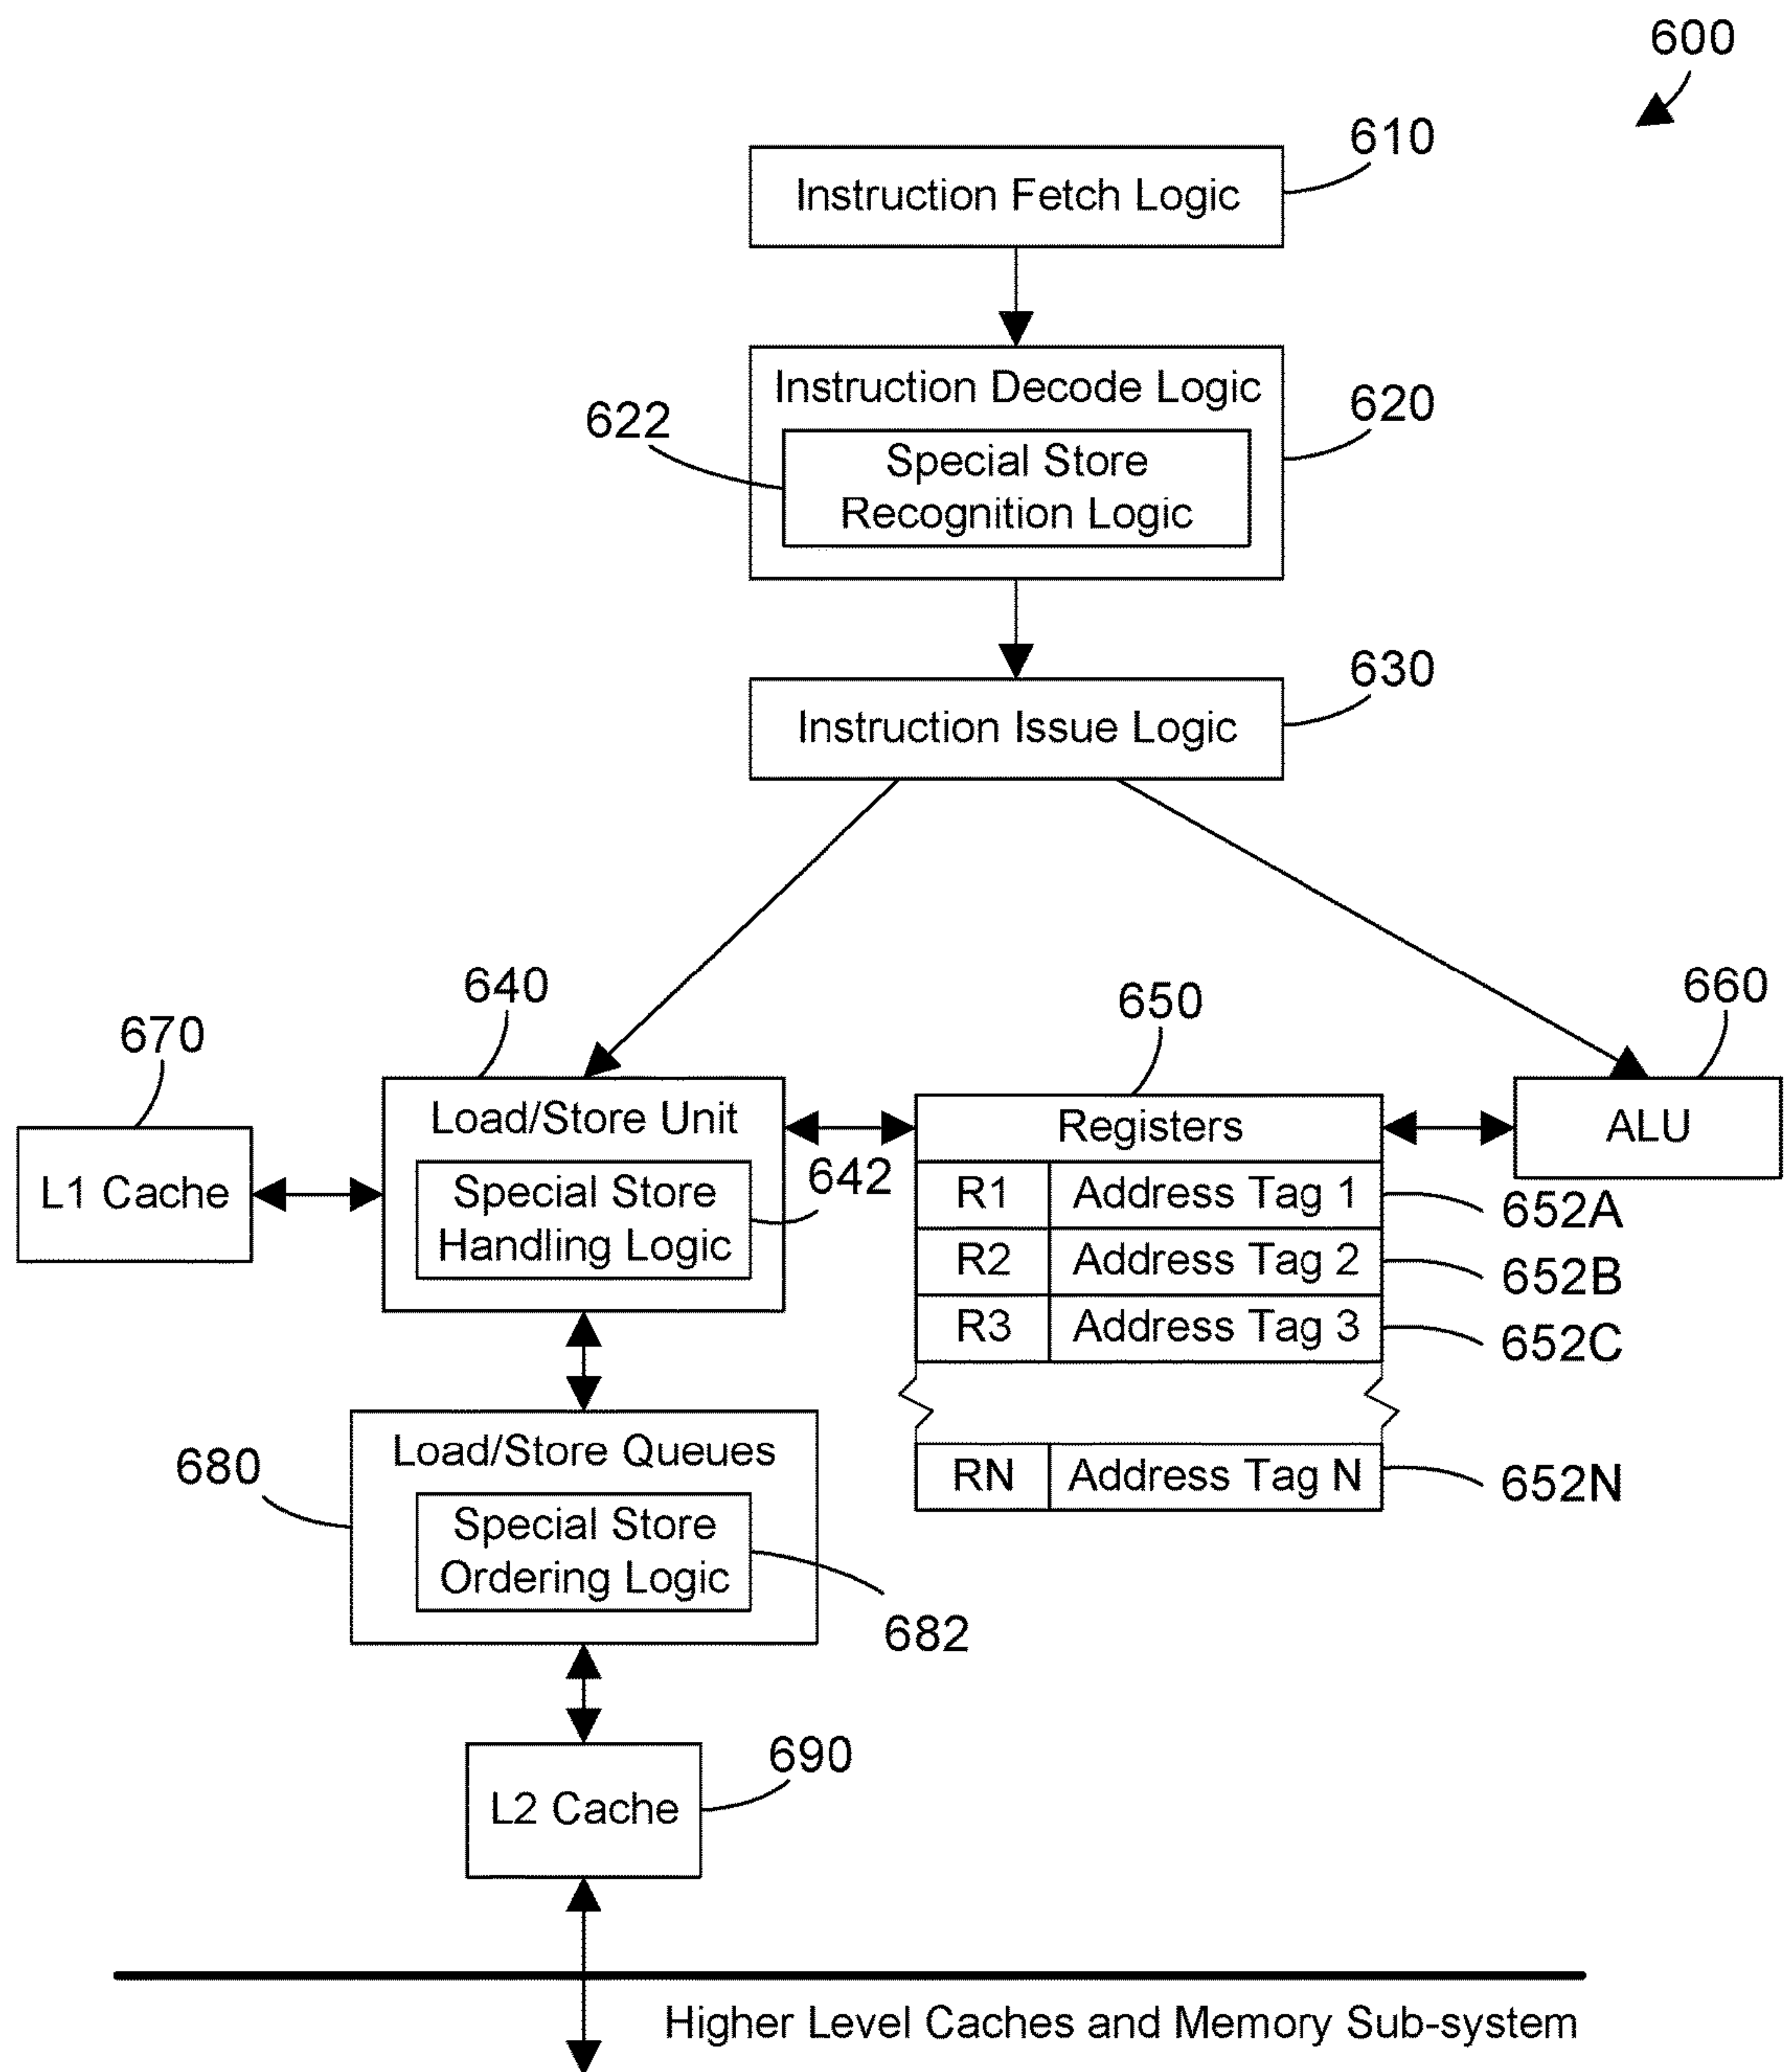 600
610
Instruction Fetch Logic
Instruction Decode Logic
620
622
Special Store
Recognition Logic
630
Instruction Issue Logic
640
650
660
670
Load/Store Unit
Registers
ALU
L1 Cache
Special Store
Handling Logic
642
R1 Address Tag 1 652A
R2 Address Tag 2 652B
R3 Address Tag 3 652C
RN Address Tag N 652N
680
Load/Store Queues
Special Store
Ordering Logic
682
690
L2 Cache
Higher Level Caches and Memory Sub-system